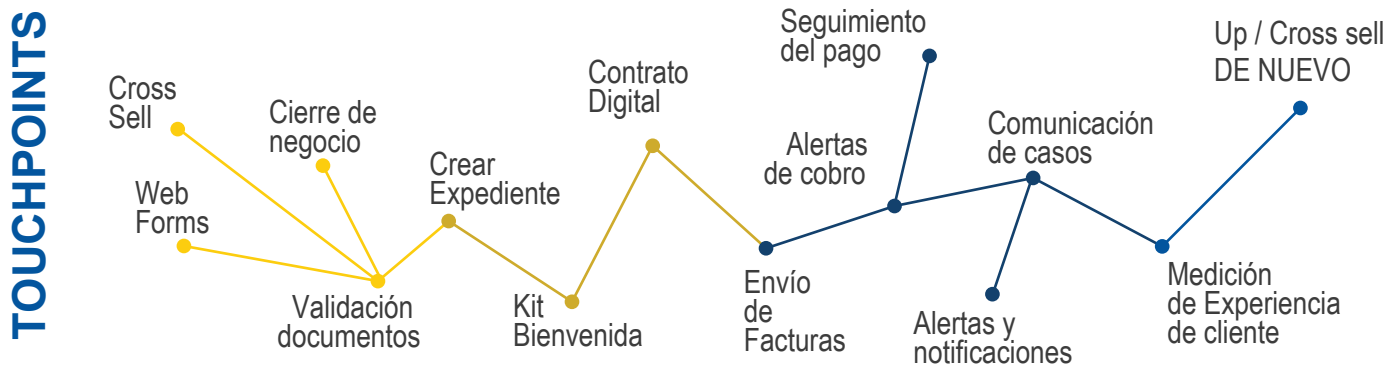 TOUCHPOINTS
Cross
Sell
Web
Forms
Cierre de
negocio
Validación
documentos
Crear
Expediente
Kit
Bienvenida
Contrato
Digital
Envío
de
Facturas
Alertas
de cobro
Seguimiento
del pago
Alertas y
notificaciones
Comunicación
de casos
Medición
de Experiencia
de cliente
Up / Cross sell
DE NUEVO